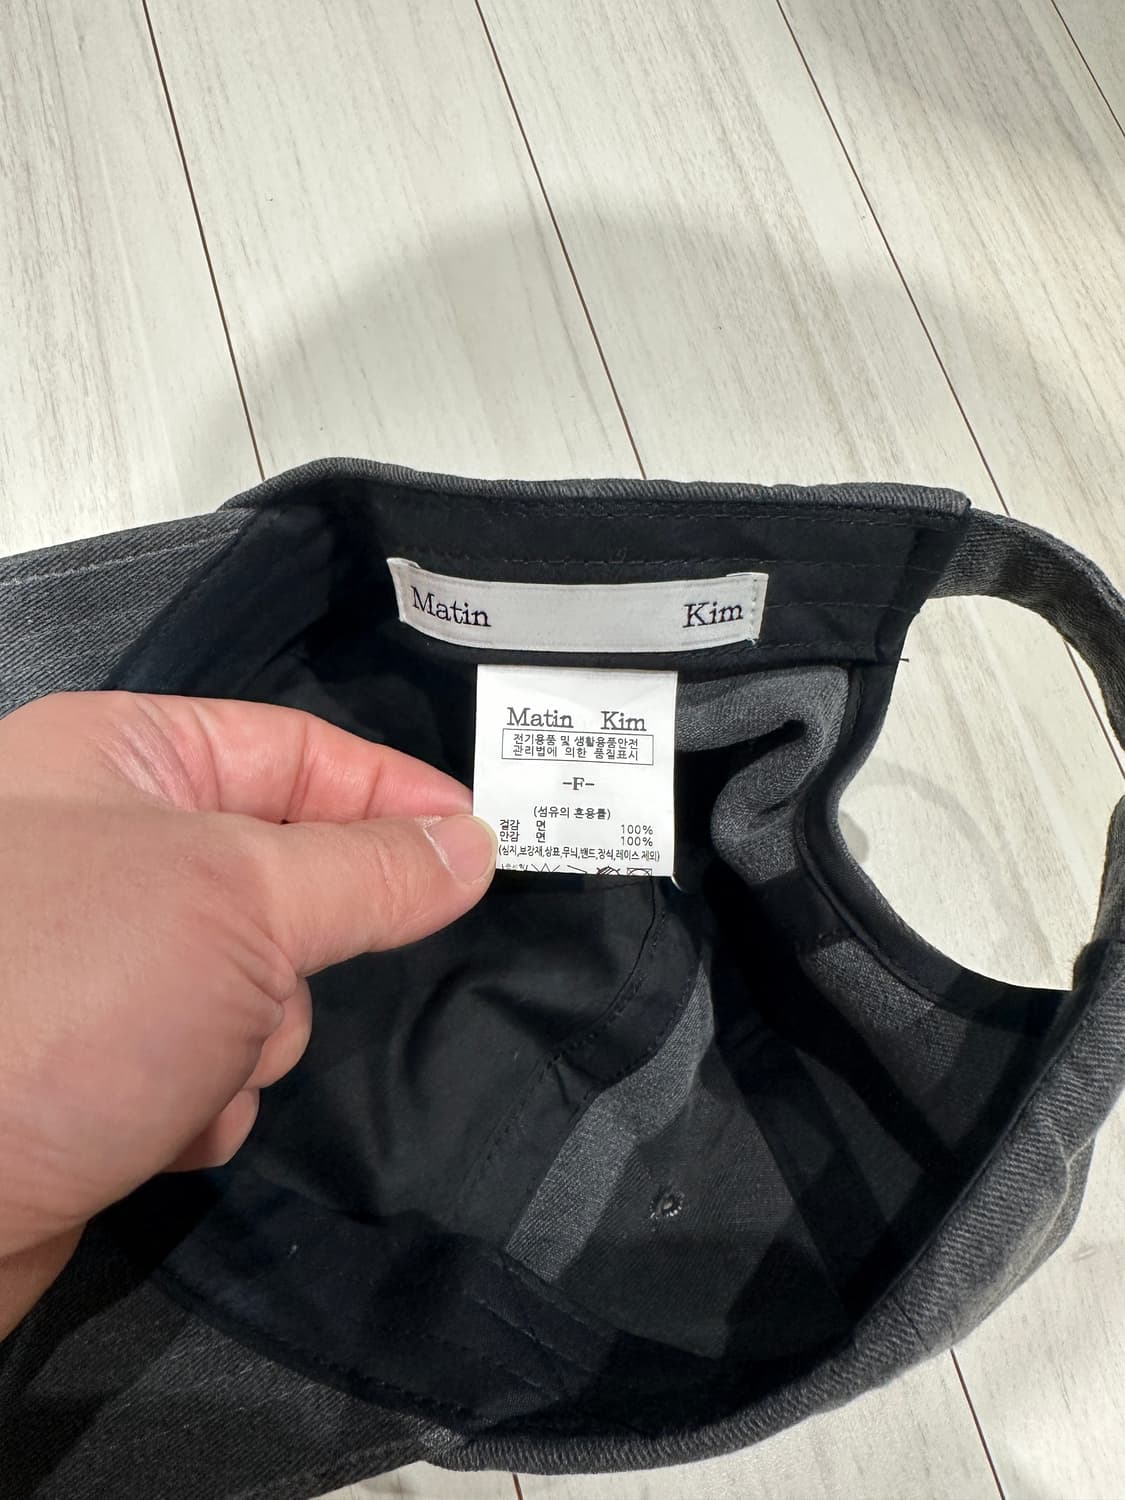 Matin Kim
Matin Kim
전기용품 및 생활용품안전
관리법에 의한 품질표시
-F-
(섬유의 혼용률)
겉감 면 100%
안감 면 100%
(심지,보강재,상표,무늬,밴드,장식,레이스 제외)